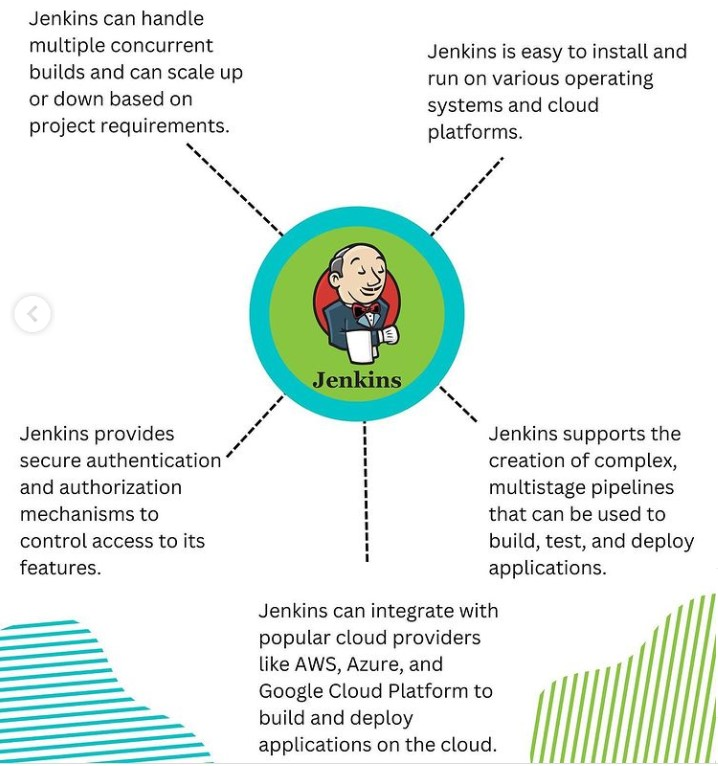 Jenkins can handle
multiple concurrent
builds and can scale up
or down based on
project requirements.
Jenkins is easy to install and
run on various operating
systems and cloud
platforms.
Jenkins
Jenkins provides
secure authentication
and authorization
mechanisms to
control access to its
features.
Jenkins supports the
creation of complex,
multistage pipelines
that can be used to
build, test, and deploy
applications.
Jenkins can integrate with
popular cloud providers
like AWS, Azure, and
Google Cloud Platform to
build and deploy
applications on the cloud.